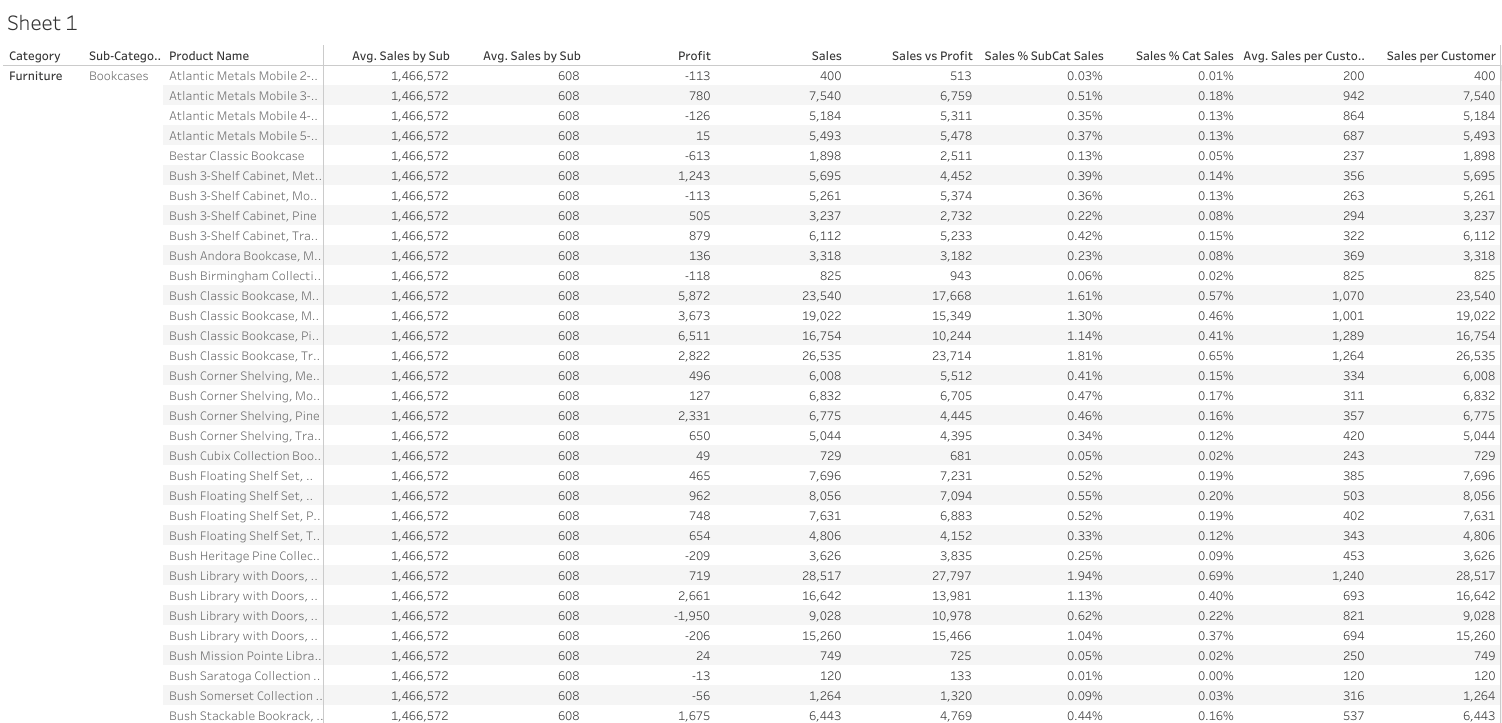 Sheet 1
Category Sub-Catego.. Product Name Avg. Sales by Sub Avg. Sales by Sub Profit Sales Sales vs Profit Sales % SubCat Sales Sales % Cat Sales Avg. Sales per Custo.. Sales per Customer
Furniture Bookcases Atlantic Metals Mobile 2-.. 1,466,572 608 -113 400 513 0.03% 0.01% 200 400
Atlantic Metals Mobile 3-.. 1,466,572 608 780 7,540 6,759 0.51% 0.18% 942 7,540
Atlantic Metals Mobile 4-.. 1,466,572 608 -126 5,184 5,311 0.35% 0.13% 864 5,184
Atlantic Metals Mobile 5-.. 1,466,572 608 15 5,493 5,478 0.37% 0.13% 687 5,493
Bestar Classic Bookcase 1,466,572 608 -613 1,898 2,511 0.13% 0.05% 237 1,898
Bush 3-Shelf Cabinet, Met.. 1,466,572 608 1,243 5,695 4,452 0.39% 0.14% 356 5,695
Bush 3-Shelf Cabinet, Mo.. 1,466,572 608 -113 5,261 5,374 0.36% 0.13% 263 5,261
Bush 3-Shelf Cabinet, Pine 1,466,572 608 505 3,237 2,732 0.22% 0.08% 294 3,237
Bush 3-Shelf Cabinet, Tra.. 1,466,572 608 879 6,112 5,233 0.42% 0.15% 322 6,112
Bush Andora Bookcase, M.. 1,466,572 608 136 3,318 3,182 0.23% 0.08% 369 3,318
Bush Birmingham Collecti.. 1,466,572 608 -118 825 943 0.06% 0.02% 825 825
Bush Classic Bookcase, M.. 1,466,572 608 5,872 23,540 17,668 1.61% 0.57% 1,070 23,540
Bush Classic Bookcase, M.. 1,466,572 608 3,673 19,022 15,349 1.30% 0.46% 1,001 19,022
Bush Classic Bookcase, Pi.. 1,466,572 608 6,511 16,754 10,244 1.14% 0.41% 1,289 16,754
Bush Classic Bookcase, Tr.. 1,466,572 608 2,822 26,535 23,714 1.81% 0.65% 1,264 26,535
Bush Corner Shelving, Me.. 1,466,572 608 496 6,008 5,512 0.41% 0.15% 334 6,008
Bush Corner Shelving, Mo.. 1,466,572 608 127 6,832 6,705 0.47% 0.17% 311 6,832
Bush Corner Shelving, Pine 1,466,572 608 2,331 6,775 4,445 0.46% 0.16% 357 6,775
Bush Corner Shelving, Tra.. 1,466,572 608 650 5,044 4,395 0.34% 0.12% 420 5,044
Bush Cubix Collection Boo.. 1,466,572 608 49 729 681 0.05% 0.02% 243 729
Bush Floating Shelf Set, .. 1,466,572 608 465 7,696 7,231 0.52% 0.19% 385 7,696
Bush Floating Shelf Set, .. 1,466,572 608 962 8,056 7,094 0.55% 0.20% 503 8,056
Bush Floating Shelf Set, P.. 1,466,572 608 748 7,631 6,883 0.52% 0.19% 402 7,631
Bush Floating Shelf Set, T.. 1,466,572 608 654 4,806 4,152 0.33% 0.12% 343 4,806
Bush Heritage Pine Collec.. 1,466,572 608 -209 3,626 3,835 0.25% 0.09% 453 3,626
Bush Library with Doors, .. 1,466,572 608 719 28,517 27,797 1.94% 0.69% 1,240 28,517
Bush Library with Doors, .. 1,466,572 608 2,661 16,642 13,981 1.13% 0.40% 693 16,642
Bush Library with Doors, .. 1,466,572 608 -1,950 9,028 10,978 0.62% 0.22% 821 9,028
Bush Library with Doors, .. 1,466,572 608 -206 15,260 15,466 1.04% 0.37% 694 15,260
Bush Mission Pointe Libra.. 1,466,572 608 24 749 725 0.05% 0.02% 250 749
Bush Saratoga Collection .. 1,466,572 608 -13 120 133 0.01% 0.00% 120 120
Bush Somerset Collection .. 1,466,572 608 -56 1,264 1,320 0.09% 0.03% 316 1,264
Bush Stackable Bookrack, .. 1,466,572 608 1,675 6,443 4,769 0.44% 0.16% 537 6,443